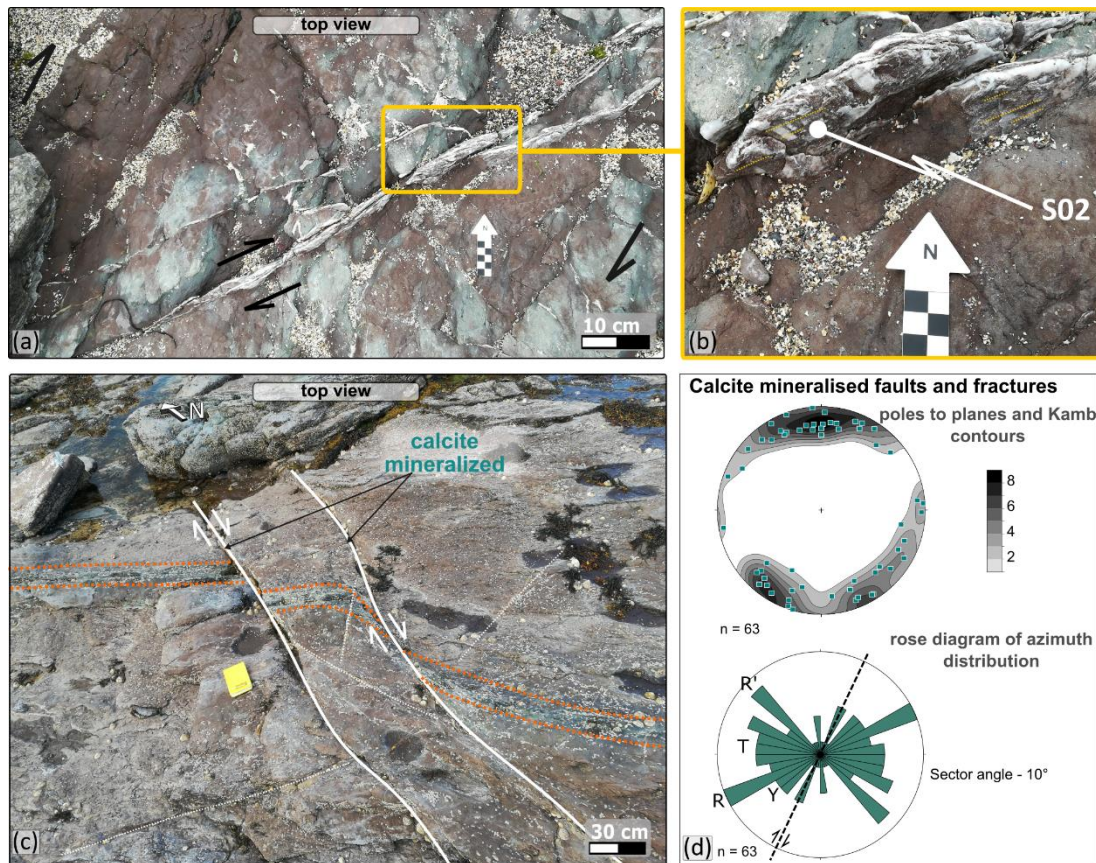 top view
N
10 cm
(a)
S02
N
(b)
top view
N
calcite
mineralized
30 cm
(c)
Calcite mineralised faults and fractures
poles to planes and Kamb
contours
8
6
4
2
n = 63
rose diagram of azimuth
distribution
R'
T
R
Y
Sector angle - 10°
n = 63
(d)